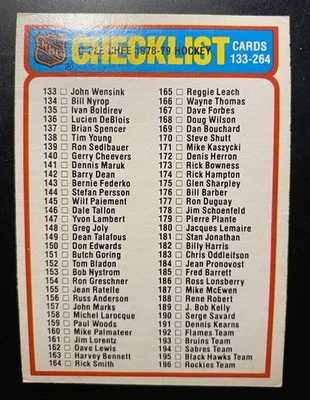 NHL
O-PEE-CHEE 1978-79 HOCKEY
CHECKLIST
CARDS
133-264
133 □ John Wensink
134 □ Bill Nyrop
135 □ Ivan Boldirev
136 □ Lucien DeBlois
137 □ Brian Spencer
138 □ Tim Young
139 □ Ron Sedlbauer
140 □ Gerry Cheevers
141 □ Dennis Maruk
142 □ Barry Dean
143 □ Bernie Federko
144 □ Stefan Persson
145 □ Wilf Paiement
146 □ Dale Tallon
147 □ Yvon Lambert
148 □ Greg Joly
149 □ Dean Talafous
150 □ Don Edwards
151 □ Butch Goring
152 □ Tom Bladon
153 □ Bob Nystrom
154 □ Ron Greschner
155 □ Jean Ratelle
156 □ Russ Anderson
157 □ John Marks
158 □ Michel Larocque
159 □ Paul Woods
160 □ Mike Palmateer
161 □ Jim Lorentz
162 □ Dave Lewis
163 □ Harvey Bennett
164 □ Rick Smith
165 □ Reggie Leach
166 □ Wayne Thomas
167 □ Dave Forbes
168 □ Doug Wilson
169 □ Dan Bouchard
170 □ Steve Shutt
171 □ Mike Kaszycki
172 □ Denis Herron
173 □ Rick Bowness
174 □ Rick Hampton
175 □ Glen Sharpley
176 □ Bill Barber
177 □ Ron Duguay
178 □ Jim Schoenfeld
179 □ Pierre Plante
180 □ Jacques Lemaire
181 □ Stan Jonathan
182 □ Billy Harris
183 □ Chris Oddleifson
184 □ Jean Pronovost
185 □ Fred Barrett
186 □ Ross Lonsberry
187 □ Mike McEwen
188 □ Rene Robert
189 □ J. Bob Kelly
190 □ Serge Savard
191 □ Dennis Kearns
192 □ Flames Team
193 □ Bruins Team
194 □ Sabres Team
195 □ Black Hawks Team
196 □ Rockies Team